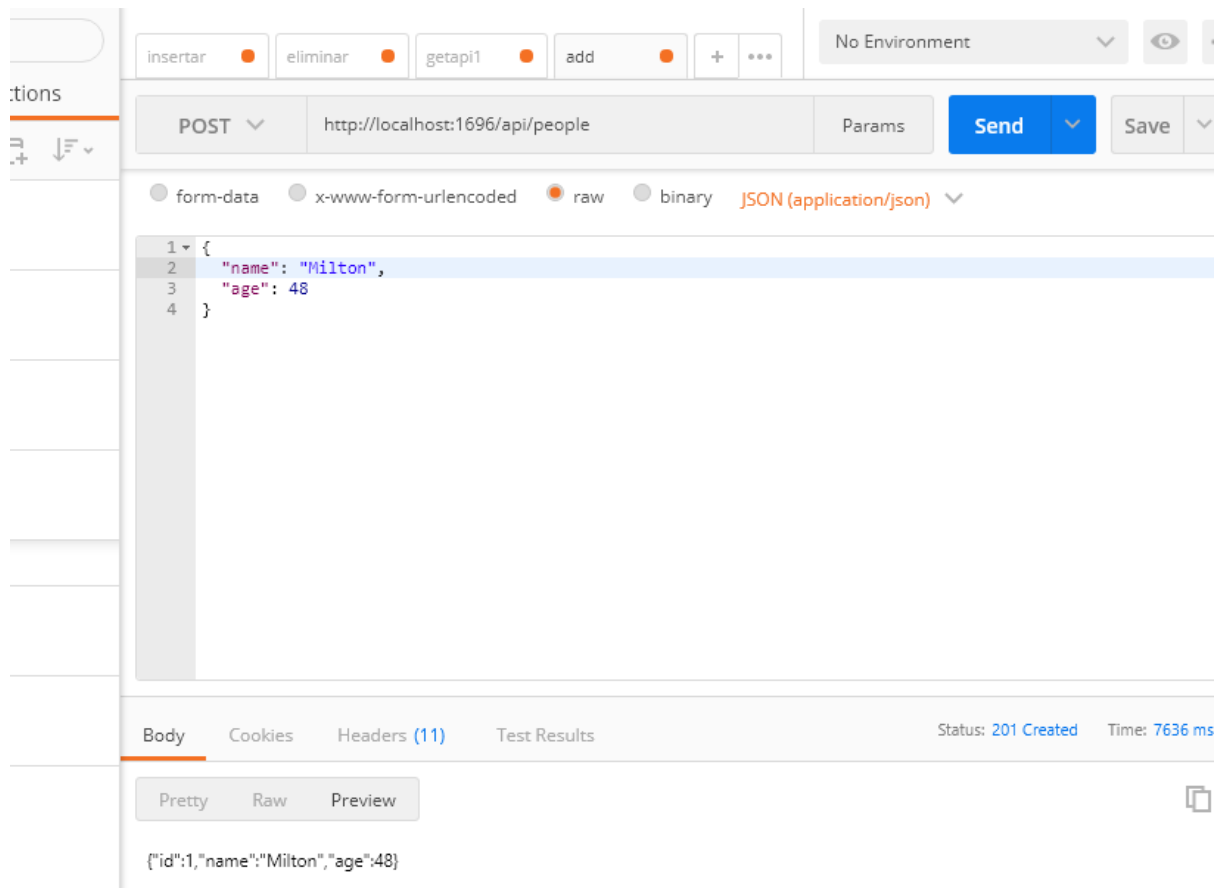 No Environment
insertar eliminar getapi1 add + •••
ctions
POST http://localhost:1696/api/people Params Send Save
form-data x-www-form-urlencoded raw binary JSON (application/json)
1 {
2 "name": "Milton",
3 "age": 48
4 }
Body Cookies Headers (11) Test Results Status: 201 Created Time: 7636 ms
Pretty Raw Preview
{"id":1,"name":"Milton","age":48}